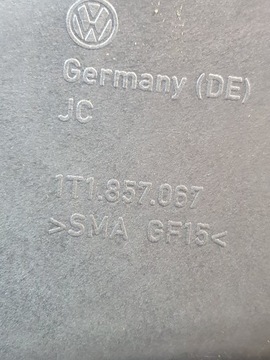 Germany (DE)
JC
1T1.857.067
>SMA GF15<